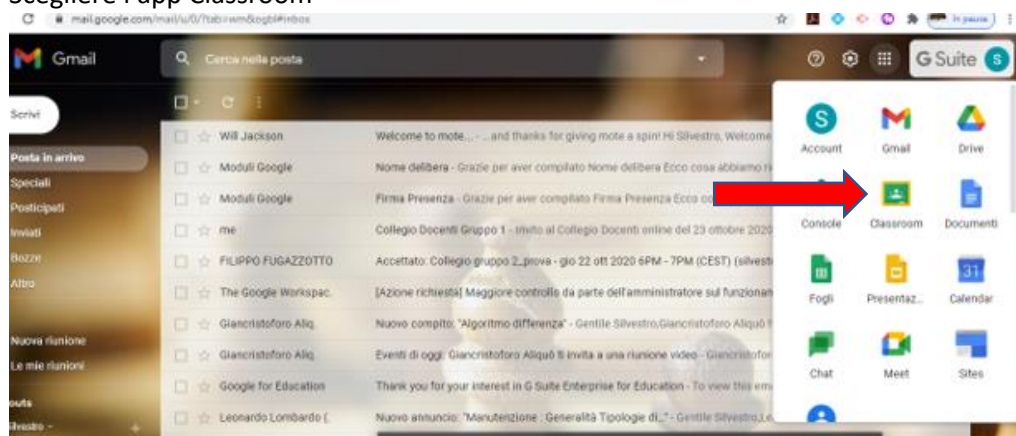 Scegliere l'app Classroom
mail.google.com/mail/u/0/?tab=wm&ogbl#inbox
In pausa
Gmail
Cerca nella posta
G Suite S
Scrivi
Posta in arrivo
Speciali
Posticipati
Inviati
Bozze
Altro
Nuova riunione
Le mie riunioni
outs
ilvestro
Will Jackson Welcome to mote... - ...and thanks for giving mote a spin! Hi Silvestro, Welcome
Moduli Google Nome delibera - Grazie per aver compilato Nome delibera Ecco cosa abbiamo ri
Moduli Google Firma Presenza - Grazie per aver compilato Firma Presenza Ecco co
me Collegio Docenti Gruppo 1 - Invito al Collegio Docenti online del 23 ottobre 2020
FILIPPO FUGAZZOTTO Accettato: Collegio gruppo 2_prova - gio 22 ott 2020 6PM - 7PM (CEST) (silvest
The Google Workspac. [Azione richiesta] Maggiore controllo da parte dell'amministratore sul funzionam
Giancristoforo Aliq. Nuovo compito: "Algoritmo differenza" - Gentile Silvestro,Giancristoforo Aliquò
Giancristoforo Aliq. Eventi di oggi: Giancristoforo Aliquò ti invita a una riunione video - Giancristofor
Google for Education Thank you for your interest in G Suite Enterprise for Education - To view this em
Leonardo Lombardo (. Nuovo annuncio: "Manutenzione : Generalità Tipologie di..." - Gentile Silvestro,Le
S
Account Gmail Drive
Console Classroom Documenti
31
Fogli Presentaz... Calendar
Chat Meet Sites